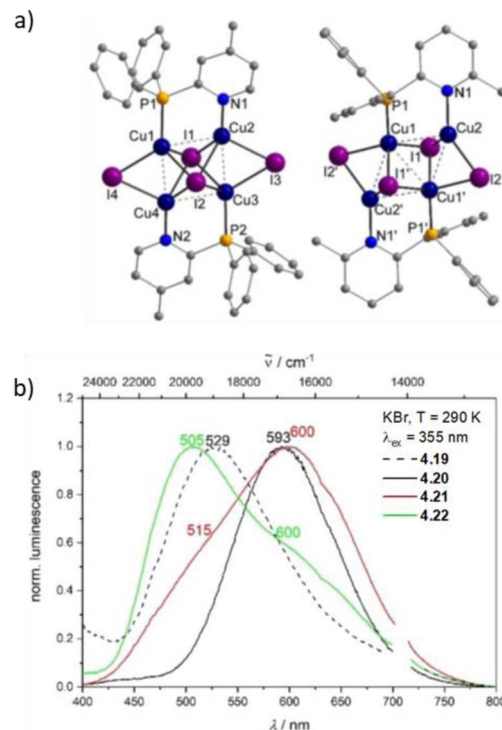 a)
P1
N1
Cu1
I1
Cu2
I4
I2
I3
Cu4
Cu3
N2
P2
P1
N1
Cu1
Cu2
I2'
I1
I1'
I2
Cu2'
Cu1'
N1'
P1'
b)
ṽ / cm⁻¹
24000 22000 20000 18000 16000 14000
norm. luminescence
1.2
1.0
0.8
0.6
0.4
0.2
0.0
505
529
593
600
515
600
KBr, T = 290 K
λex = 355 nm
4.19
4.20
4.21
4.22
400 450 500 550 600 650 700 750 800
λ / nm